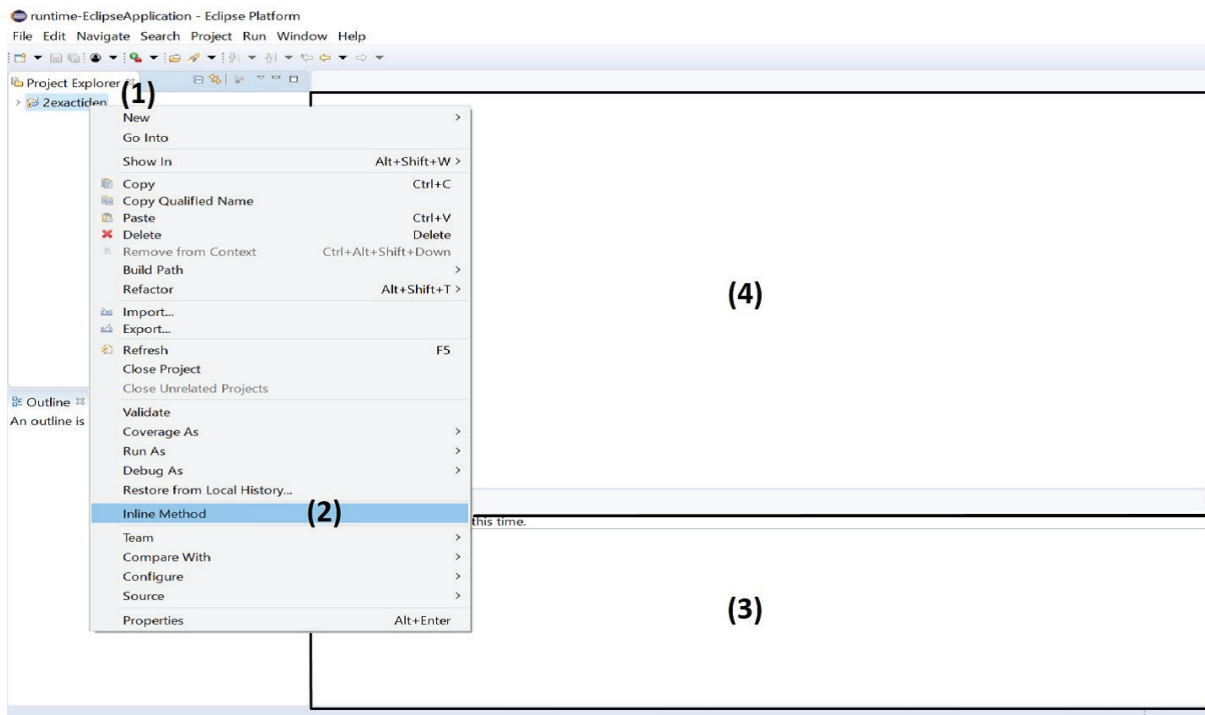 runtime-EclipseApplication - Eclipse Platform
File Edit Navigate Search Project Run Window Help
Project Explorer
(1)
2exactiden
New
Go Into
Show In Alt+Shift+W >
Copy Ctrl+C
Copy Qualified Name
Paste Ctrl+V
Delete Delete
Remove from Context Ctrl+Alt+Shift+Down
Build Path
Refactor Alt+Shift+T >
(4)
Import...
Export...
Refresh F5
Close Project
Close Unrelated Projects
Outline
An outline is
Validate
Coverage As
Run As
Debug As
Restore from Local History...
Inline Method (2)
this time.
Team
Compare With
Configure
Source
(3)
Properties Alt+Enter